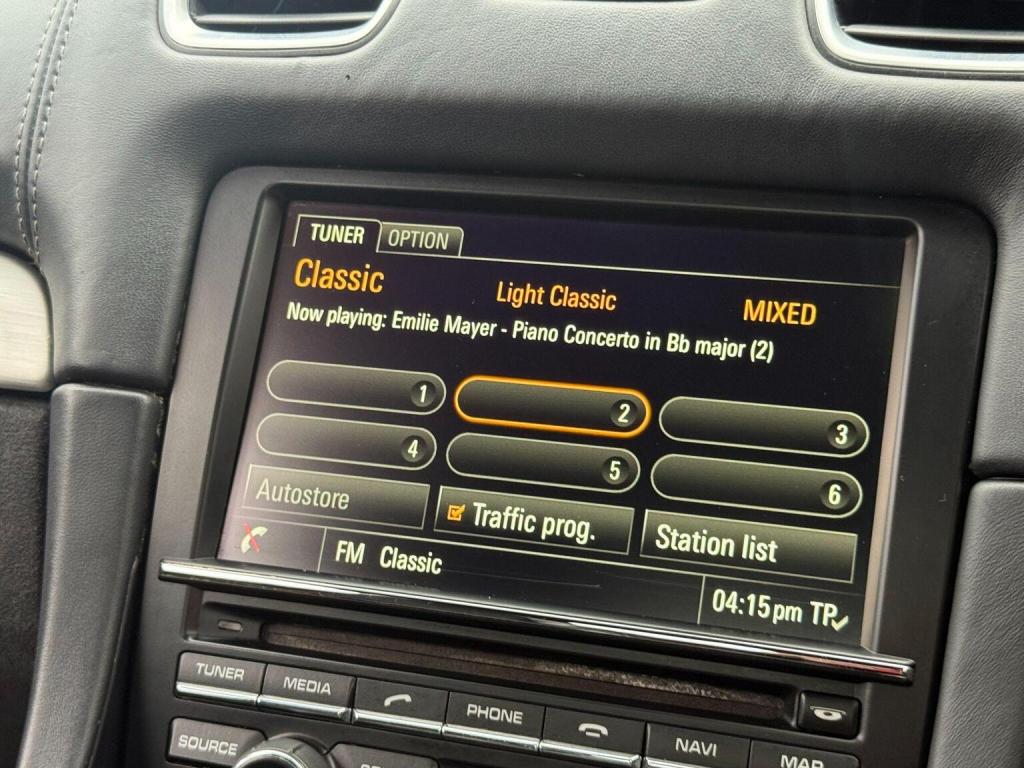 TUNER OPTION
Classic Light Classic MIXED
Now playing: Emilie Mayer - Piano Concerto in Bb major (2)
1 2 3
4 5 6
Autostore Traffic prog. Station list
FM Classic 04:15pm TP
TUNER MEDIA PHONE NAVI MAP
SOURCE